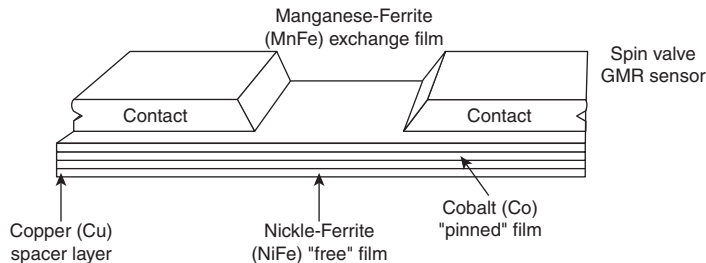 Manganese-Ferrite
(MnFe) exchange film
Spin valve
GMR sensor
Contact
Contact
Copper (Cu)
spacer layer
Nickle-Ferrite
(NiFe) "free" film
Cobalt (Co)
"pinned" film